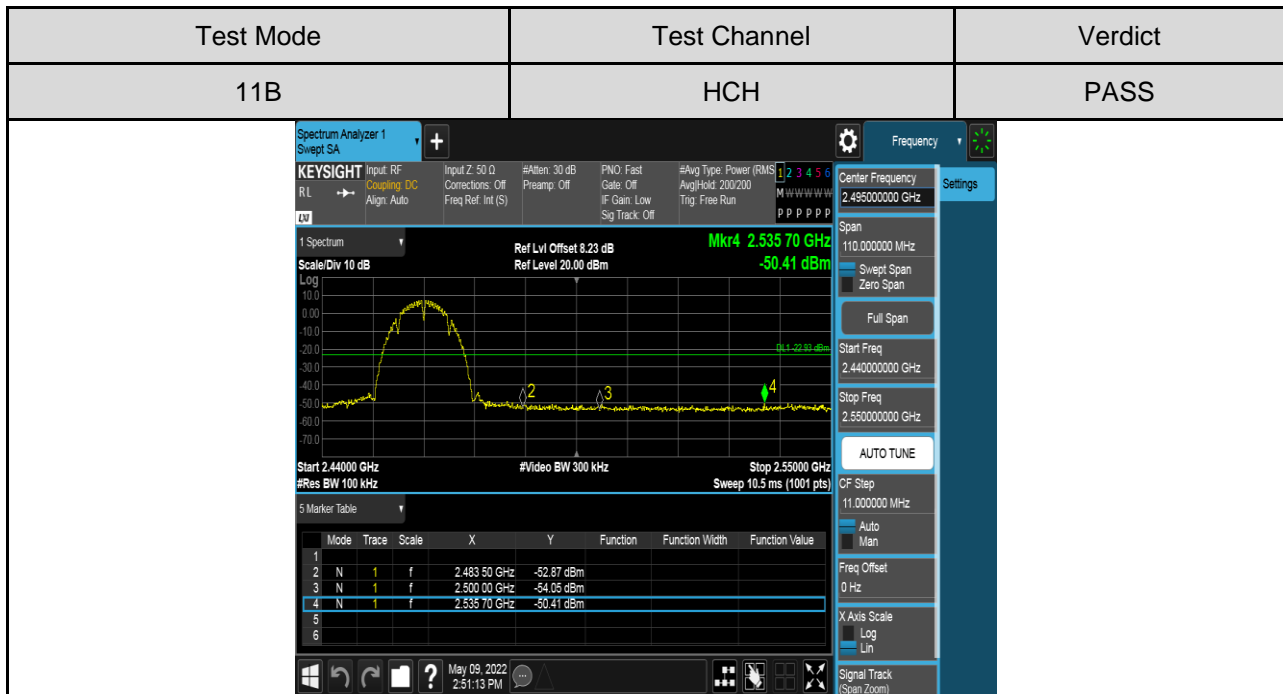 Test Mode Test Channel Verdict
11B HCH PASS
Spectrum Analyzer 1
Swept SA
+
Frequency
KEYSIGHT Input: RF Input Z: 50 Ω #Atten: 30 dB PNO: Fast #Avg Type: Power (RMS 1 2 3 4 5 6
RL Coupling: DC Corrections: Off Preamp: Off Gate: Off Avg|Hold: 200/200 M W W W W W
Align: Auto Freq Ref: Int (S) IF Gain: Low Trig: Free Run
LXI Sig Track: Off P P P P P P
1 Spectrum
Ref Lvl Offset 8.23 dB Mkr4 2.535 70 GHz
Scale/Div 10 dB Ref Level 20.00 dBm -50.41 dBm
Log
10.0
0.00
-10.0
-20.0 DL1 -22.93 dBm
-30.0
-40.0
2 3 4
-50.0
-60.0
-70.0
Start 2.44000 GHz #Video BW 300 kHz Stop 2.55000 GHz
#Res BW 100 kHz Sweep 10.5 ms (1001 pts)
5 Marker Table
Mode Trace Scale X Y Function Function Width Function Value
1
2 N 1 f 2.483 50 GHz -52.87 dBm
3 N 1 f 2.500 00 GHz -54.05 dBm
4 N 1 f 2.535 70 GHz -50.41 dBm
5
6
?
May 09, 2022
2:51:13 PM
Center Frequency
2.495000000 GHz
Settings
Span
110.000000 MHz
Swept Span
Zero Span
Full Span
Start Freq
2.440000000 GHz
Stop Freq
2.550000000 GHz
AUTO TUNE
CF Step
11.000000 MHz
Auto
Man
Freq Offset
0 Hz
X Axis Scale
Log
Lin
Signal Track
(Span Zoom)